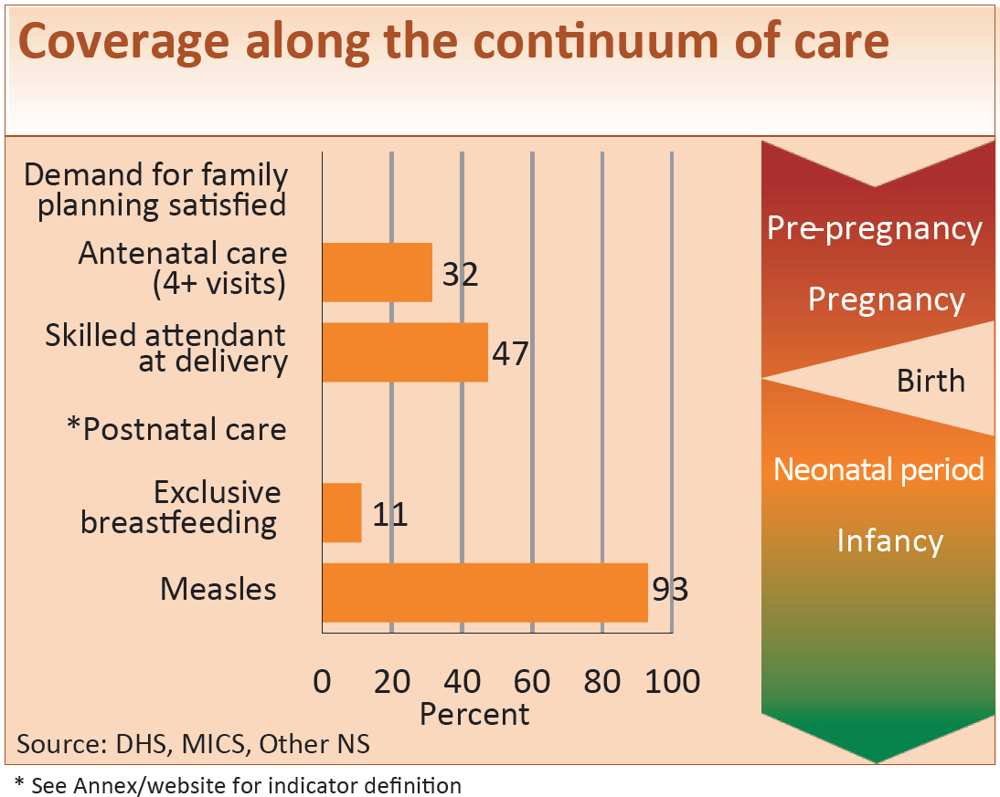 Coverage along the continuum of care
Demand for family
planning satisfied
Antenatal care
(4+ visits)
32
Skilled attendant
at delivery
47
*Postnatal care
Exclusive
breastfeeding
11
Measles
93
0 20 40 60 80 100
Percent
Pre-pregnancy
Pregnancy
Birth
Neonatal period
Infancy
Source: DHS, MICS, Other NS
* See Annex/website for indicator definition